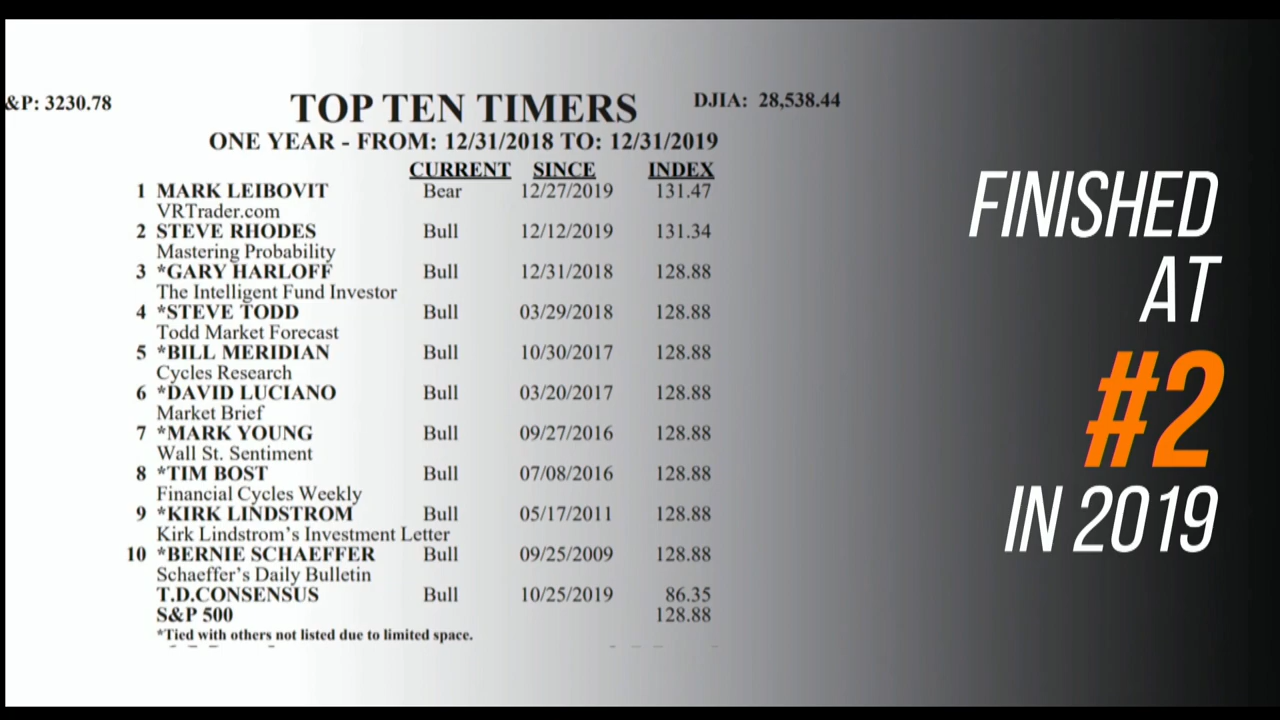 &P: 3230.78
TOP TEN TIMERS
DJIA: 28,538.44
ONE YEAR - FROM: 12/31/2018 TO: 12/31/2019
CURRENT SINCE INDEX
1 MARK LEIBOVIT Bear 12/27/2019 131.47
VRTrader.com
2 STEVE RHODES Bull 12/12/2019 131.34
Mastering Probability
3 *GARY HARLOFF Bull 12/31/2018 128.88
The Intelligent Fund Investor
4 *STEVE TODD Bull 03/29/2018 128.88
Todd Market Forecast
5 *BILL MERIDIAN Bull 10/30/2017 128.88
Cycles Research
6 *DAVID LUCIANO Bull 03/20/2017 128.88
Market Brief
7 *MARK YOUNG Bull 09/27/2016 128.88
Wall St. Sentiment
8 *TIM BOST Bull 07/08/2016 128.88
Financial Cycles Weekly
9 *KIRK LINDSTROM Bull 05/17/2011 128.88
Kirk Lindstrom's Investment Letter
10 *BERNIE SCHAEFFER Bull 09/25/2009 128.88
Schaeffer's Daily Bulletin
T.D.CONSENSUS Bull 10/25/2019 86.35
S&P 500 128.88
*Tied with others not listed due to limited space.
FINISHED
AT
#2
IN 2019